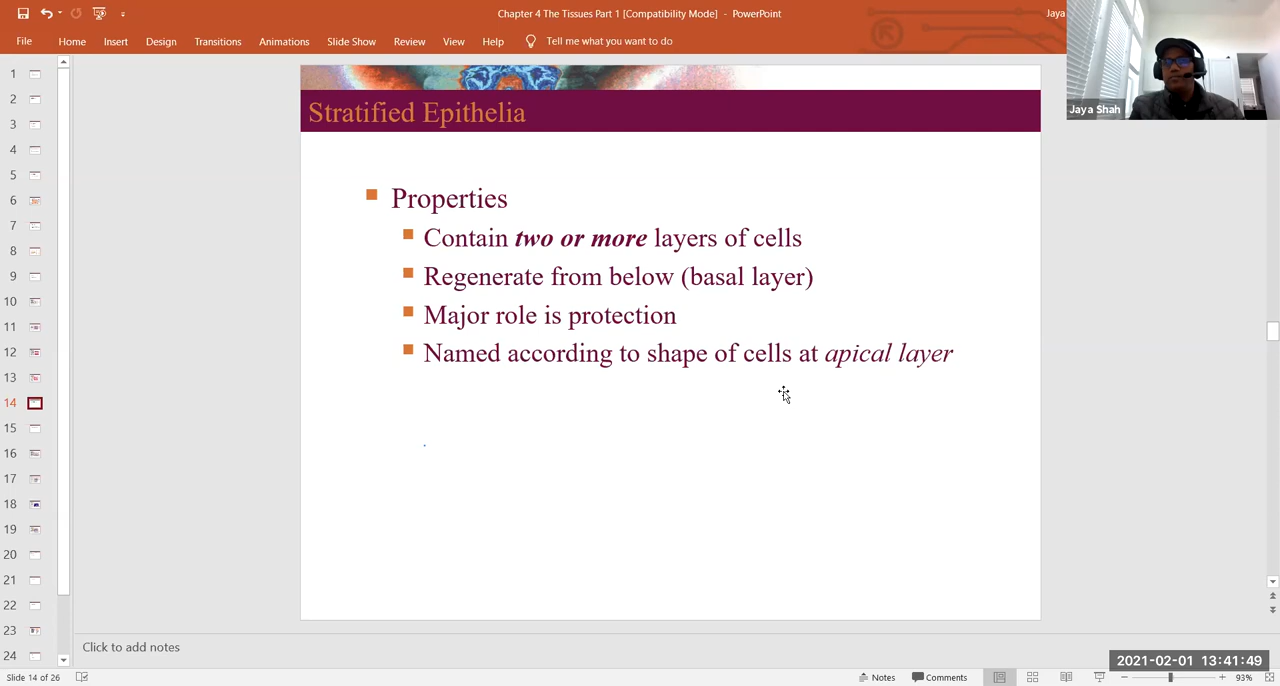 Chapter 4 The Tissues Part 1 [Compatibility Mode] - PowerPoint
Jaya
File Home Insert Design Transitions Animations Slide Show Review View Help Tell me what you want to do
Jaya Shah
1
2
3
4
5
6
7
8
9
10
11
12
13
14
15
16
17
18
19
20
21
22
23
24
Stratified Epithelia
Properties
Contain two or more layers of cells
Regenerate from below (basal layer)
Major role is protection
Named according to shape of cells at apical layer
Click to add notes
2021-02-01 13:41:49
Slide 14 of 26
Notes Comments
93%